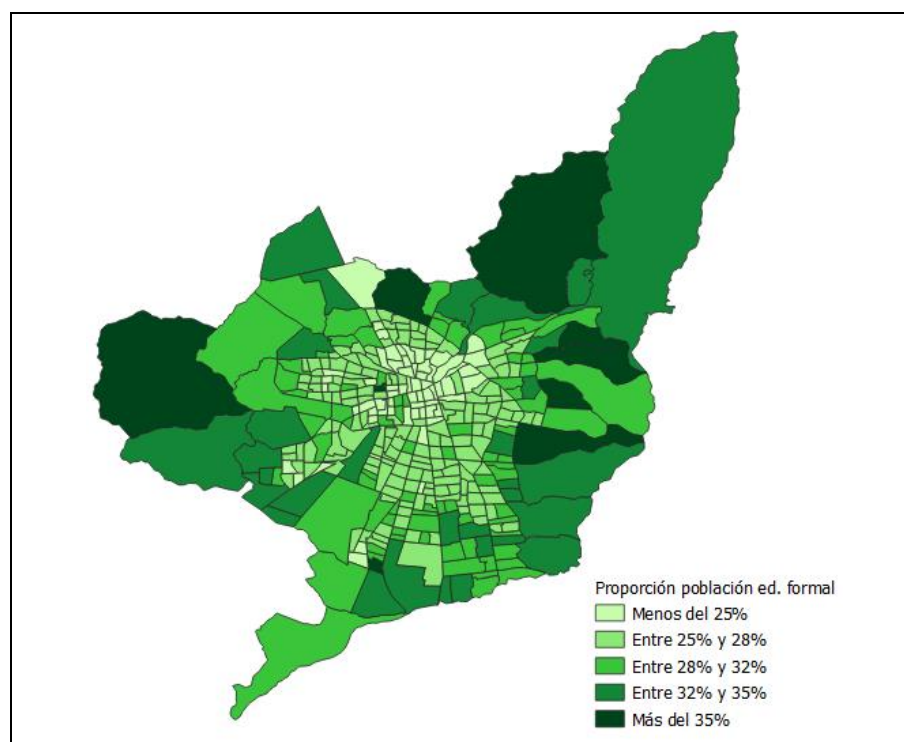 Proporción población ed. formal
Menos del 25%
Entre 25% y 28%
Entre 28% y 32%
Entre 32% y 35%
Más del 35%